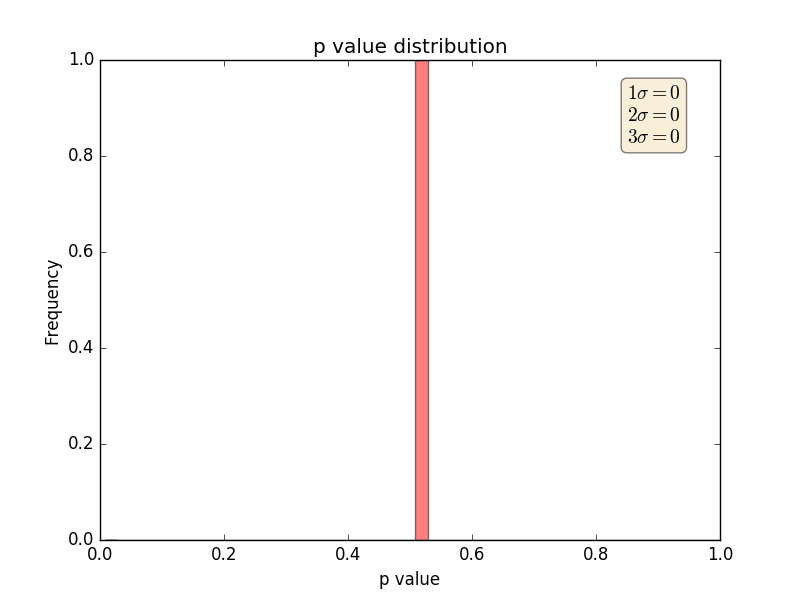 p value distribution
1σ = 0
2σ = 0
3σ = 0
1.0
0.8
0.6
0.4
0.2
0.0
Frequency
0.0 0.2 0.4 0.6 0.8 1.0
p value